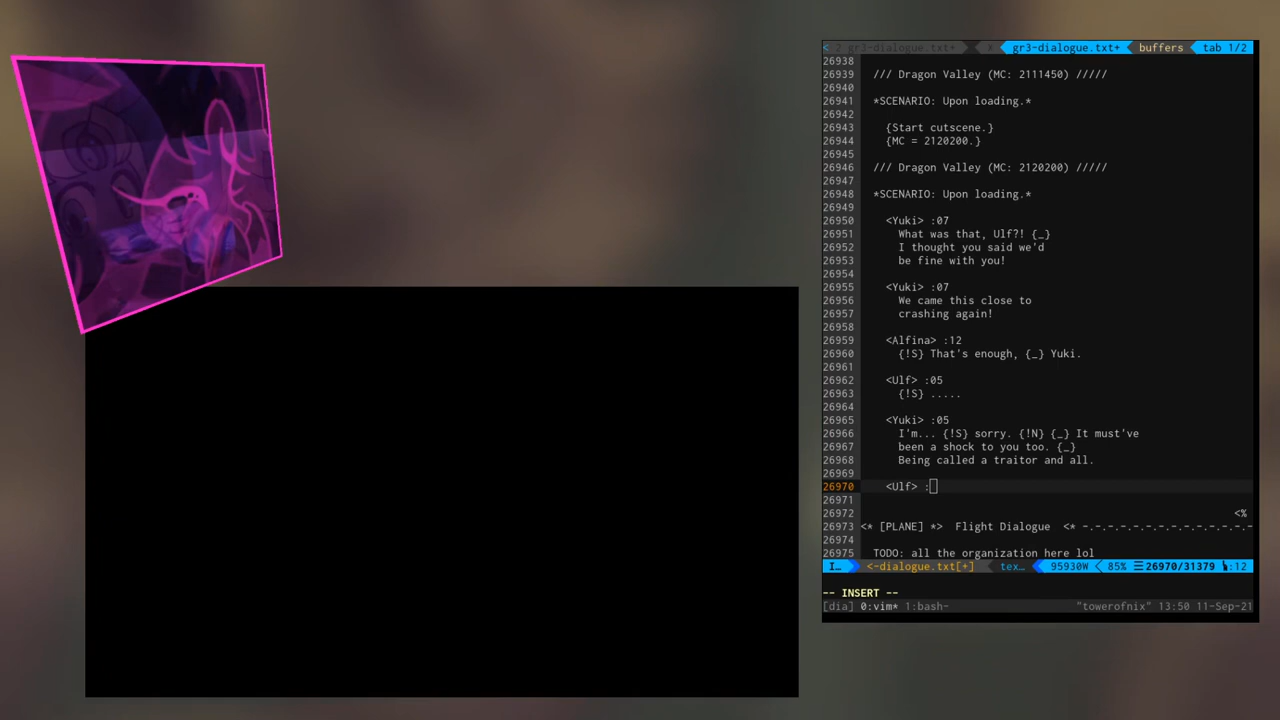 < 2 gr1-dialogue.txt+ gr3-dialogue.txt+ buffers tab 1/2
26938
26939 /// Dragon Valley (MC: 2111450) /////
26940
26941 *SCENARIO: Upon loading.*
26942
26943 {Start cutscene.}
26944 {MC = 2120200.}
26945
26946 /// Dragon Valley (MC: 2120200) /////
26947
26948 *SCENARIO: Upon loading.*
26949
26950 <Yuki> :07
26951 What was that, Ulf?! {_}
26952 I thought you said we'd
26953 be fine with you!
26954
26955 <Yuki> :07
26956 We came this close to
26957 crashing again!
26958
26959 <Alfina> :12
26960 {!S} That's enough, {_} Yuki.
26961
26962 <Ulf> :05
26963 {!S} .....
26964
26965 <Yuki> :05
26966 I'm... {!S} sorry. {!N} {_} It must've
26967 been a shock to you too. {_}
26968 Being called a traitor and all.
26969
26970 <Ulf> :
26971
26972 <%
26973 <* [PLANE] *> Flight Dialogue <* -.-.-.-.-.-.-.-.-.-.-.-.-.-
26974
26975 TODO: all the organization here lol
I… <-dialogue.txt[+] tex… 95930W 85% ☰26970/31379 :12
-- INSERT --
[dia] 0:vim* 1:bash- "towerofnix" 13:50 11-Sep-21